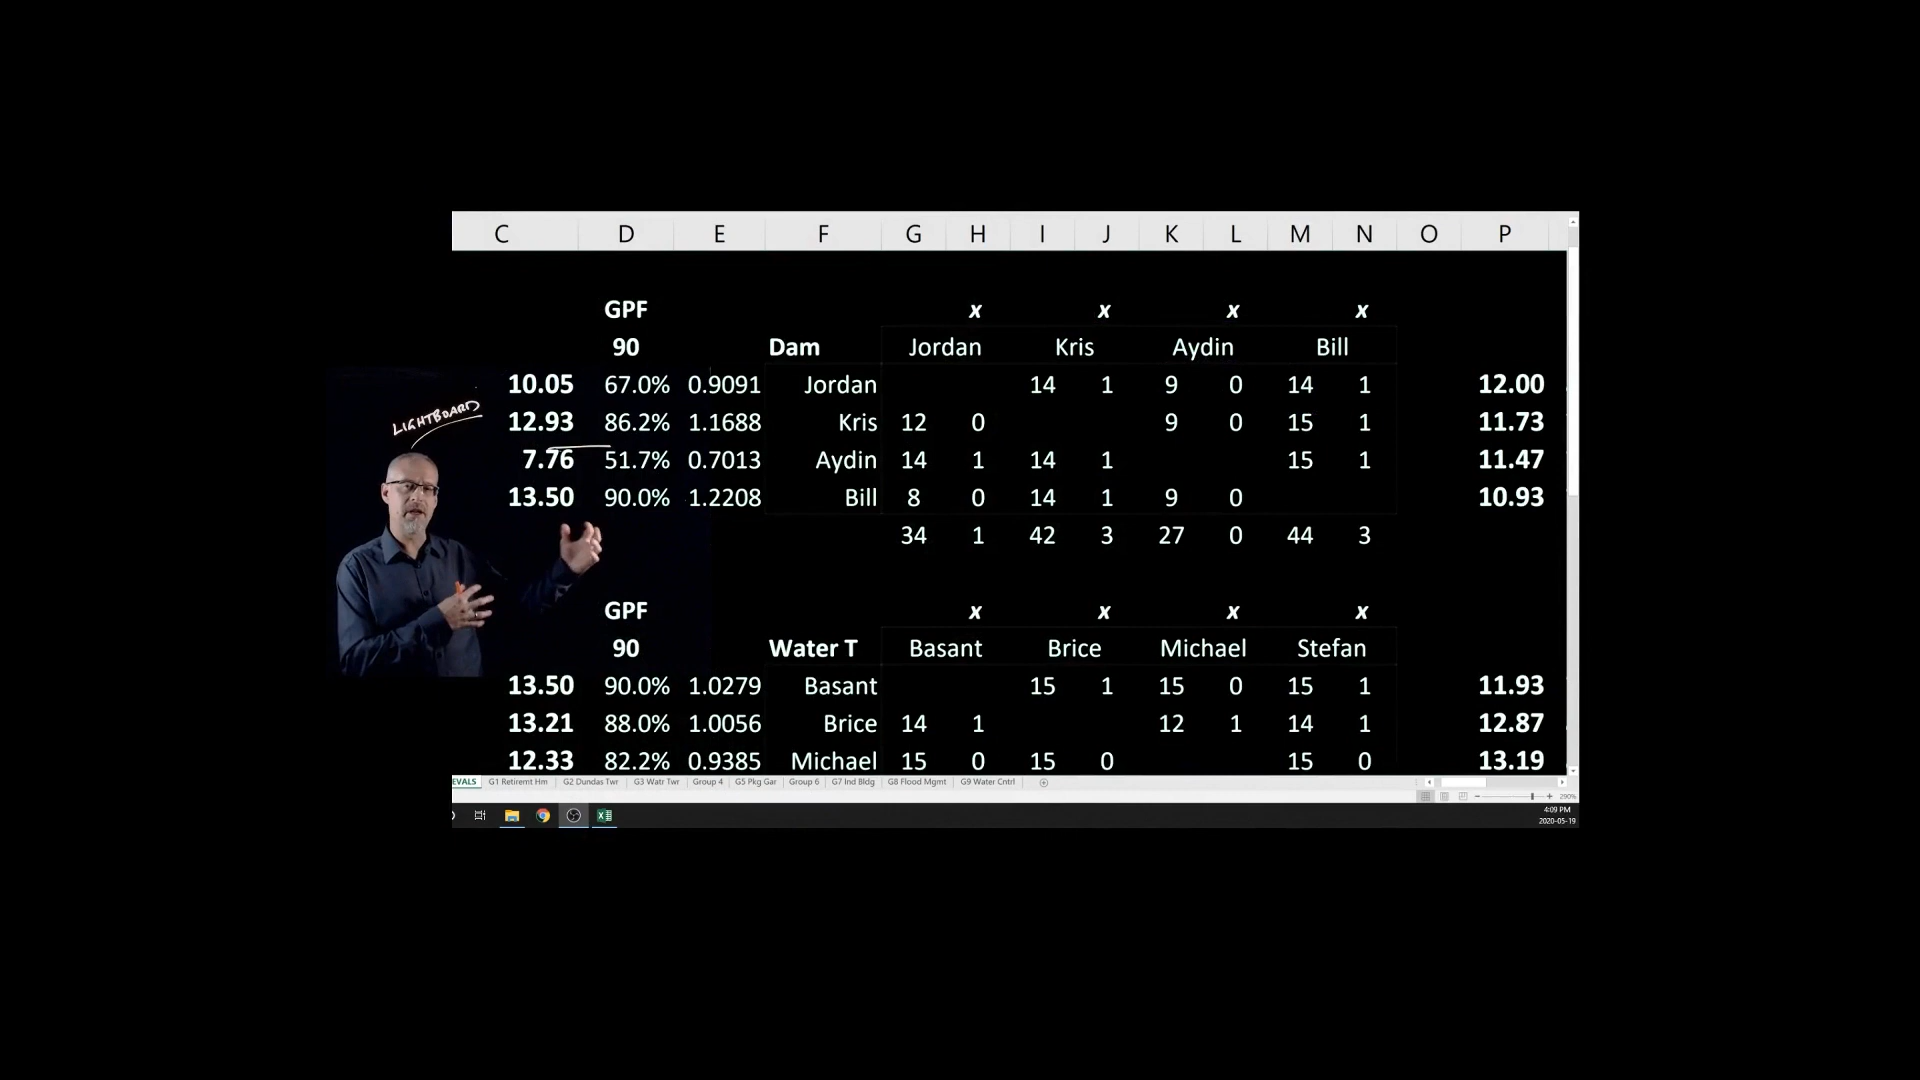 C D E F G H I J K L M N O P
GPF x x x x
90 Dam Jordan Kris Aydin Bill
10.05 67.0% 0.9091 Jordan 14 1 9 0 14 1 12.00
LIGHTBOARD
12.93 86.2% 1.1688 Kris 12 0 9 0 15 1 11.73
7.76 51.7% 0.7013 Aydin 14 1 14 1 15 1 11.47
13.50 90.0% 1.2208 Bill 8 0 14 1 9 0 10.93
34 1 42 3 27 0 44 3
GPF x x x x
90 Water T Basant Brice Michael Stefan
13.50 90.0% 1.0279 Basant 15 1 15 0 15 1 11.93
13.21 88.0% 1.0056 Brice 14 1 12 1 14 1 12.87
12.33 82.2% 0.9385 Michael 15 0 15 0 15 0 13.19
EVALS G1 Retiremt Hm G2 Dundas Twr G3 Watr Twr Group 4 G5 Pkg Gar Group 6 G7 Ind Bldg G8 Flood Mgmt G9 Water Cntrl
290%
4:09 PM
2020-05-19